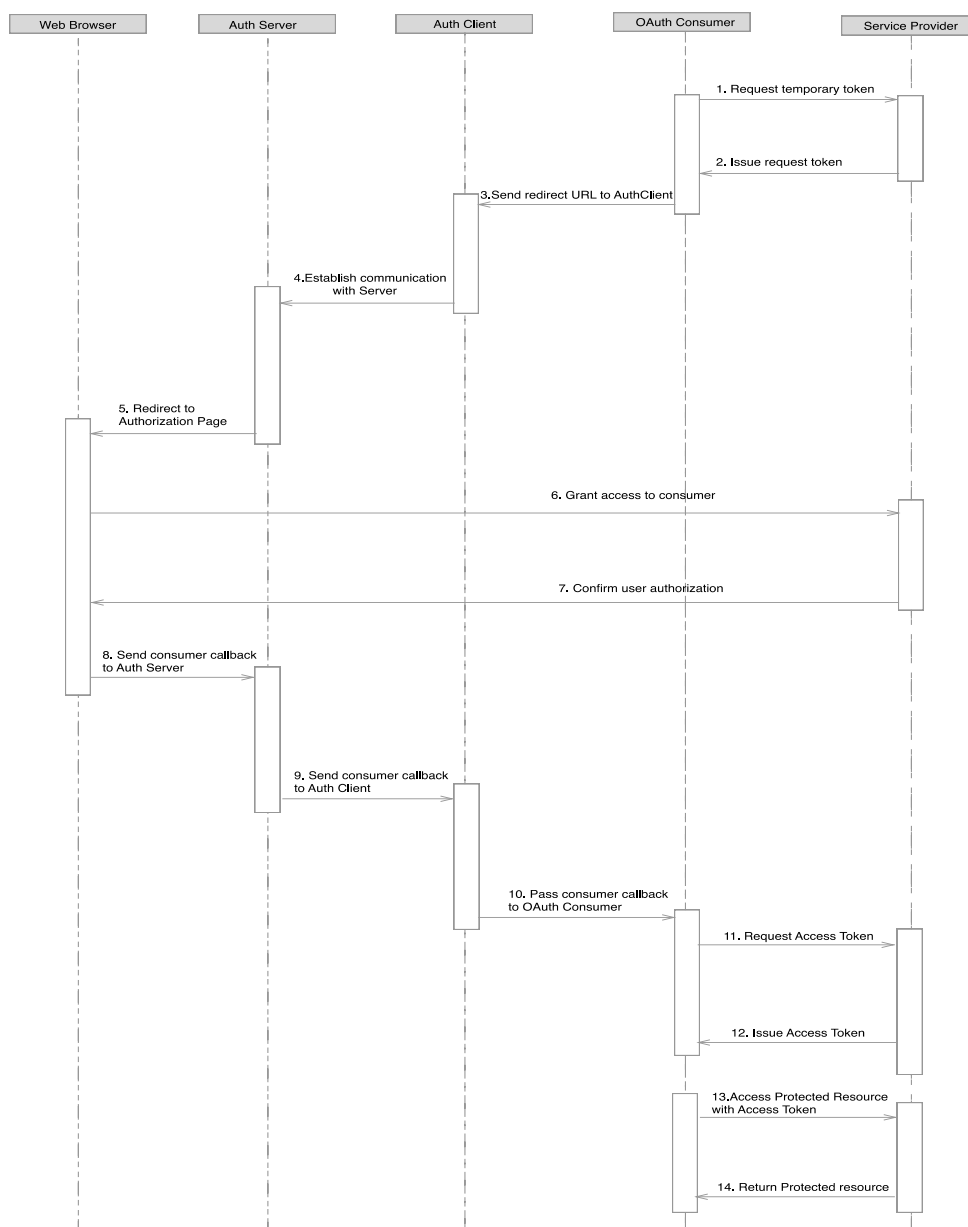 Web Browser
Auth Server
Auth Client
OAuth Consumer
Service Provider
1. Request temporary token
2. Issue request token
3.Send redirect URL to AuthClient
4.Establish communication
with Server
5. Redirect to
Authorization Page
6. Grant access to consumer
7. Confirm user authorization
8. Send consumer callback
to Auth Server
9. Send consumer callback
to Auth Client
10. Pass consumer callback
to OAuth Consumer
11. Request Access Token
12. Issue Access Token
13.Access Protected Resource
with Access Token
14. Return Protected resource